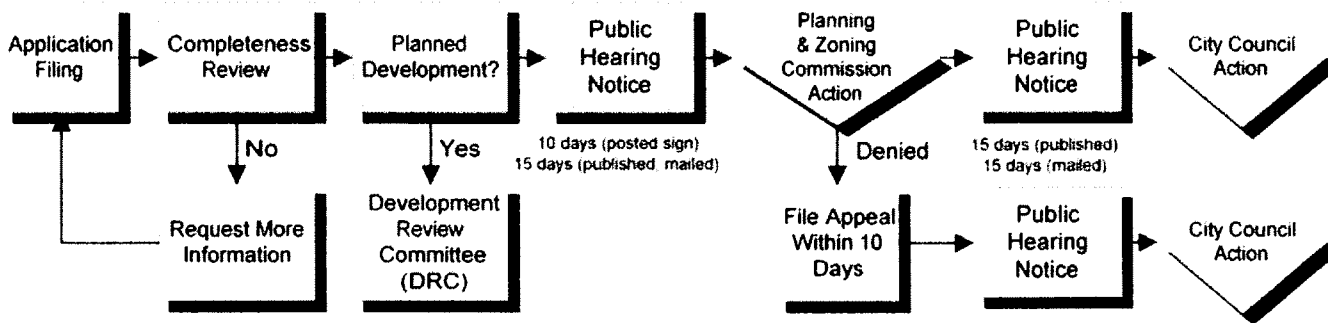 Application
Filing
Completeness
Review
Planned
Development?
Public
Hearing
Notice
Planning
& Zoning
Commission
Action
Public
Hearing
Notice
City Council
Action
No
Yes
10 days (posted sign)
15 days (published, mailed)
Denied
15 days (published)
15 days (mailed)
Request More
Information
Development
Review
Committee
(DRC)
File Appeal
Within 10
Days
Public
Hearing
Notice
City Council
Action